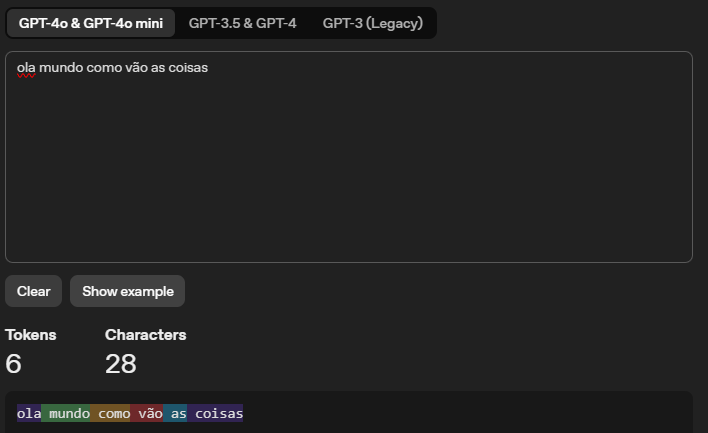 GPT-4o & GPT-4o mini GPT-3.5 & GPT-4 GPT-3 (Legacy)
ola mundo como vão as coisas
Clear Show example
Tokens Characters
6 28
ola mundo como vão as coisas